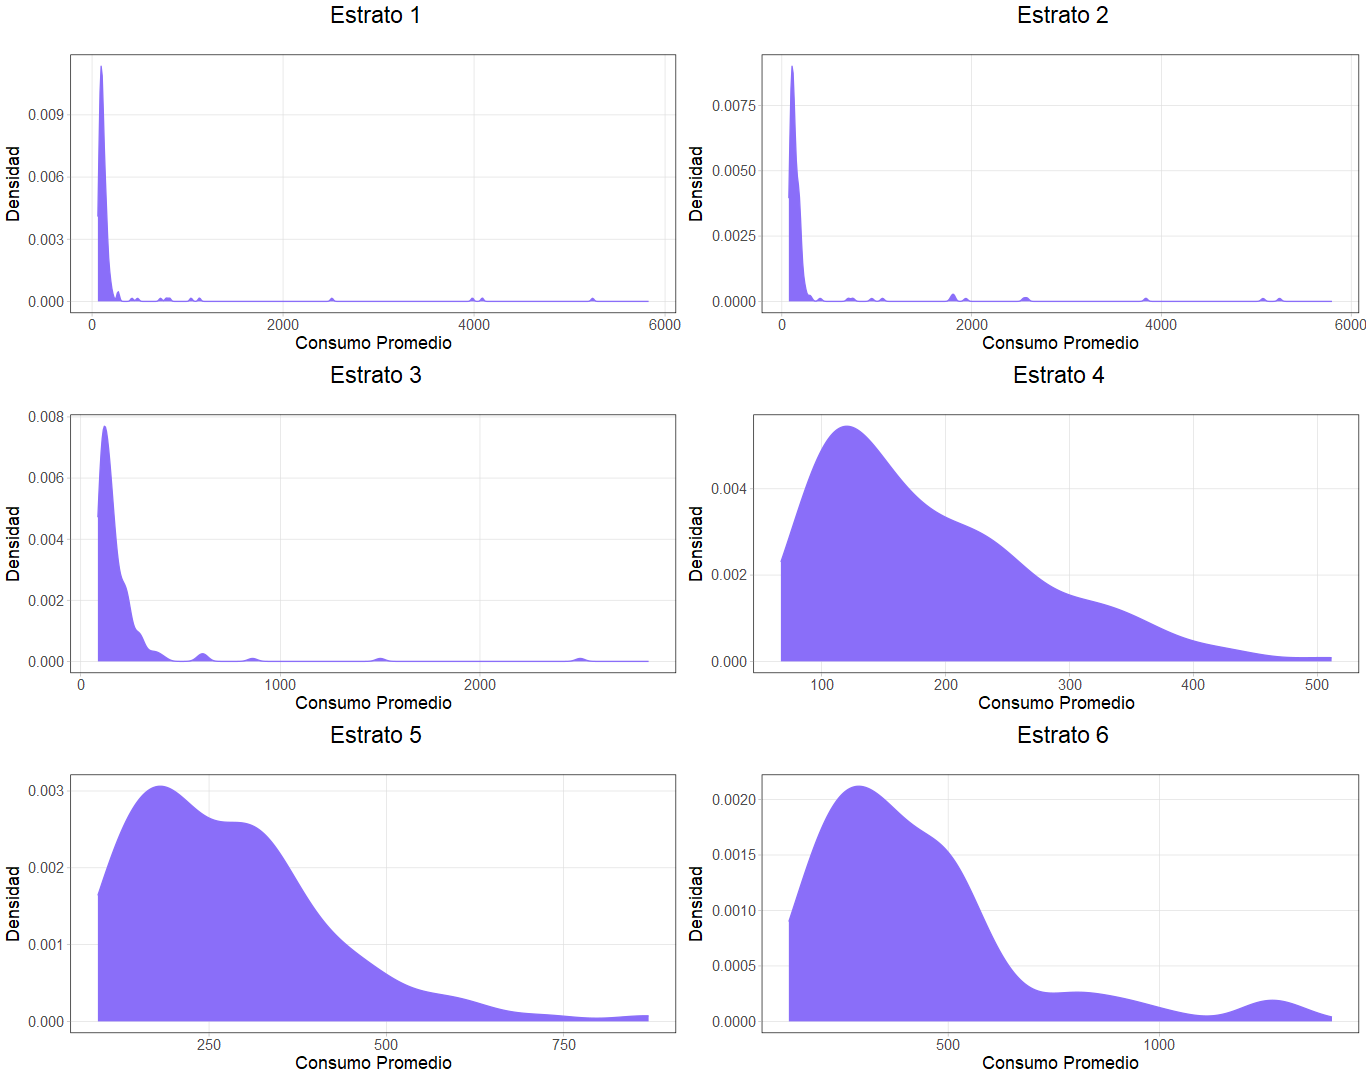 Estrato 1
Densidad
0.009
0.006
0.003
0.000
0 2000 4000 6000
Consumo Promedio
Estrato 2
Densidad
0.0075
0.0050
0.0025
0.0000
0 2000 4000 6000
Consumo Promedio
Estrato 3
Densidad
0.008
0.006
0.004
0.002
0.000
0 1000 2000
Consumo Promedio
Estrato 4
Densidad
0.004
0.002
0.000
100 200 300 400 500
Consumo Promedio
Estrato 5
Densidad
0.003
0.002
0.001
0.000
250 500 750
Consumo Promedio
Estrato 6
Densidad
0.0020
0.0015
0.0010
0.0005
0.0000
500 1000
Consumo Promedio